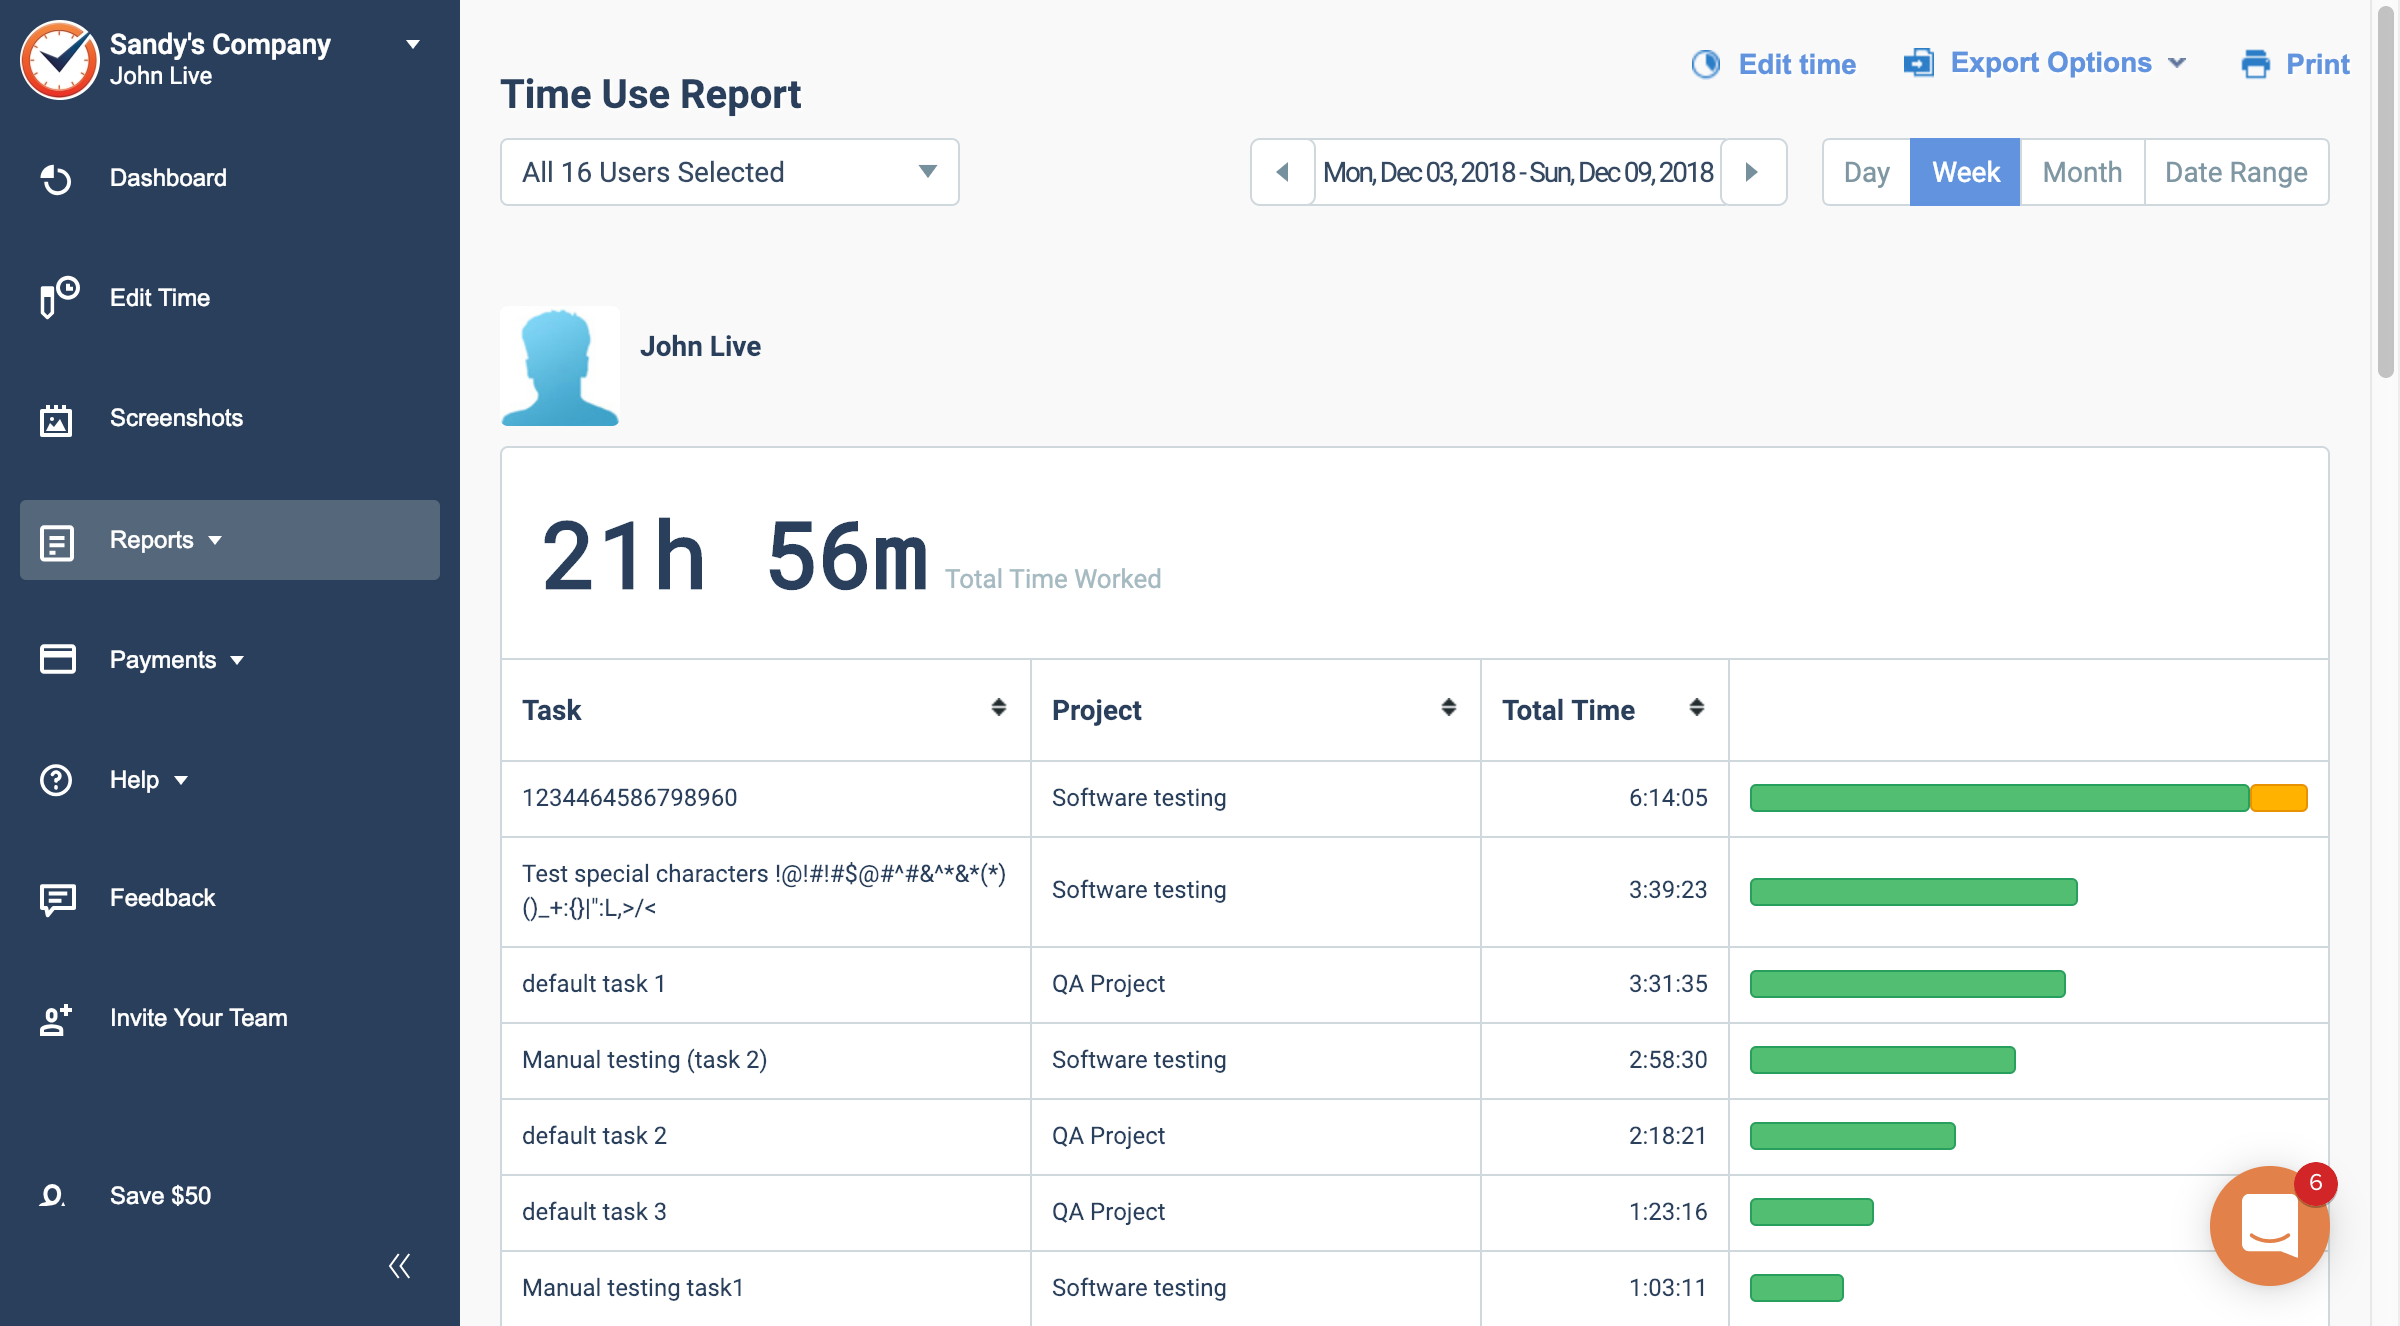 Sandy's Company
John Live
Dashboard
Edit Time
Screenshots
Reports
Payments
Help
Feedback
Invite Your Team
Save $50
Edit time
Export Options
Print
Time Use Report
All 16 Users Selected
Mon, Dec 03, 2018 - Sun, Dec 09, 2018
Day
Week
Month
Date Range
John Live
21h 56m Total Time Worked
Task Project Total Time
1234464586798960 Software testing 6:14:05
Test special characters !@!#!#$@#^#&^*&*(*)
()_+:{}|":L,>/<
Software testing 3:39:23
default task 1 QA Project 3:31:35
Manual testing (task 2) Software testing 2:58:30
default task 2 QA Project 2:18:21
default task 3 QA Project 1:23:16
Manual testing task1 Software testing 1:03:11
6